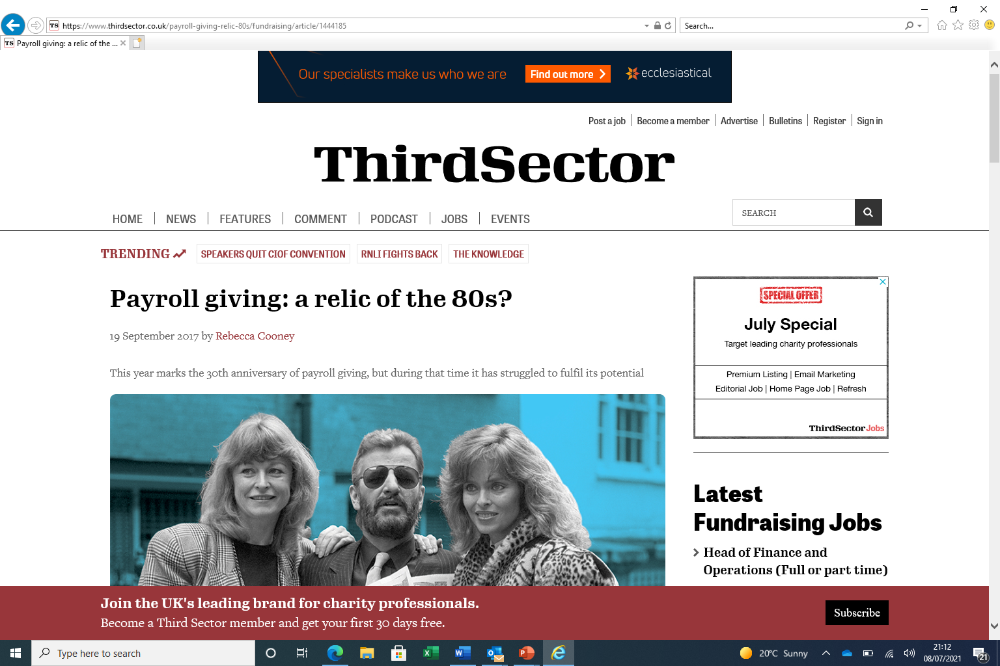 TS https://www.thirdsector.co.uk/payroll-giving-relic-80s/fundraising/article/1444185
Search...
TS Payroll giving: a relic of the ...
Our specialists make us who we are
Find out more
ecclesiastical
Post a job
Become a member
Advertise
Bulletins
Register
Sign in
ThirdSector
HOME
NEWS
FEATURES
COMMENT
PODCAST
JOBS
EVENTS
SEARCH
TRENDING
SPEAKERS QUIT CIOF CONVENTION
RNLI FIGHTS BACK
THE KNOWLEDGE
Payroll giving: a relic of the 80s?
19 September 2017 by Rebecca Cooney
This year marks the 30th anniversary of payroll giving, but during that time it has struggled to fulfil its potential
SPECIAL OFFER
July Special
Target leading charity professionals
Premium Listing | Email Marketing
Editorial Job | Home Page Job | Refresh
ThirdSectorJobs
Latest
Fundraising Jobs
Head of Finance and
Operations (Full or part time)
Join the UK's leading brand for charity professionals.
Become a Third Sector member and get your first 30 days free.
Subscribe
Type here to search
20°C Sunny
21:12
08/07/2021
21